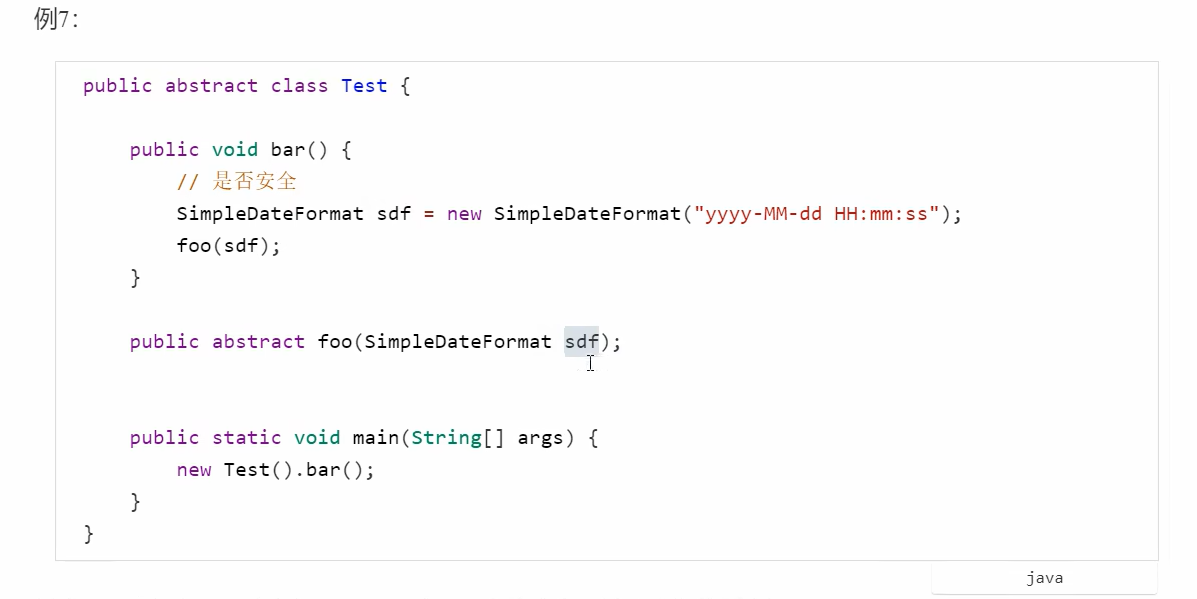 例7：
public abstract class Test {
public void bar() {
// 是否安全
SimpleDateFormat sdf = new SimpleDateFormat("yyyy-MM-dd HH:mm:ss");
foo(sdf);
}
public abstract foo(SimpleDateFormat sdf);
public static void main(String[] args) {
new Test().bar();
}
}
java